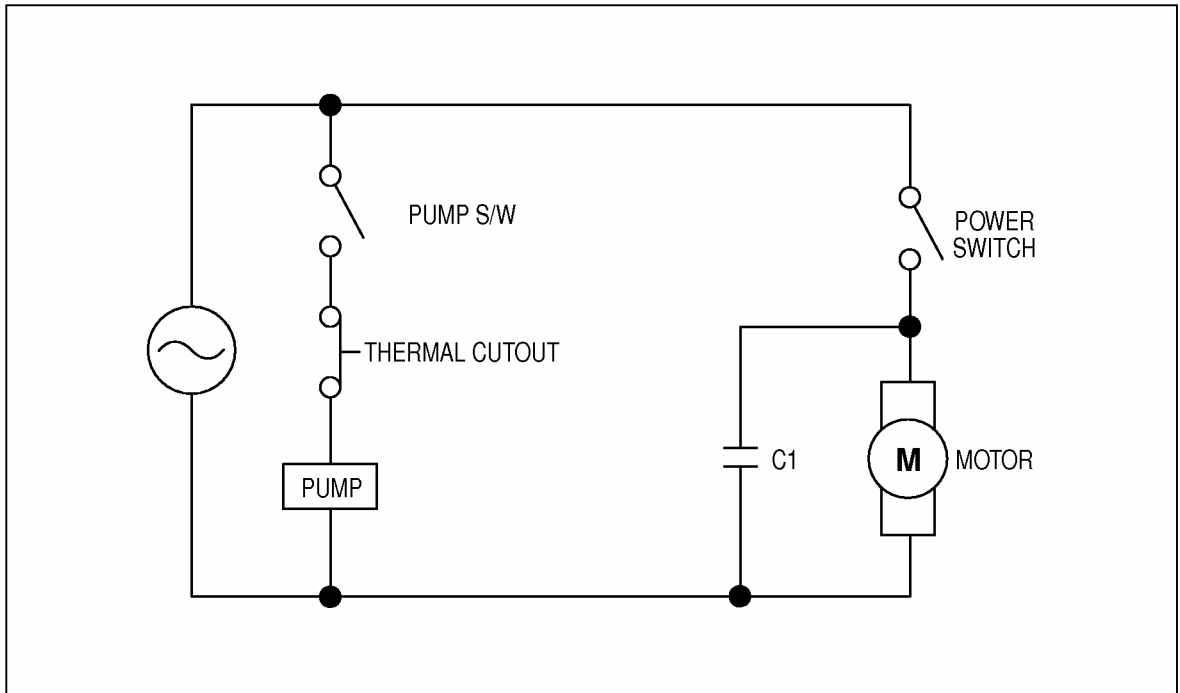 PUMP S/W
POWER
SWITCH
THERMAL CUTOUT
C1
M
MOTOR
PUMP